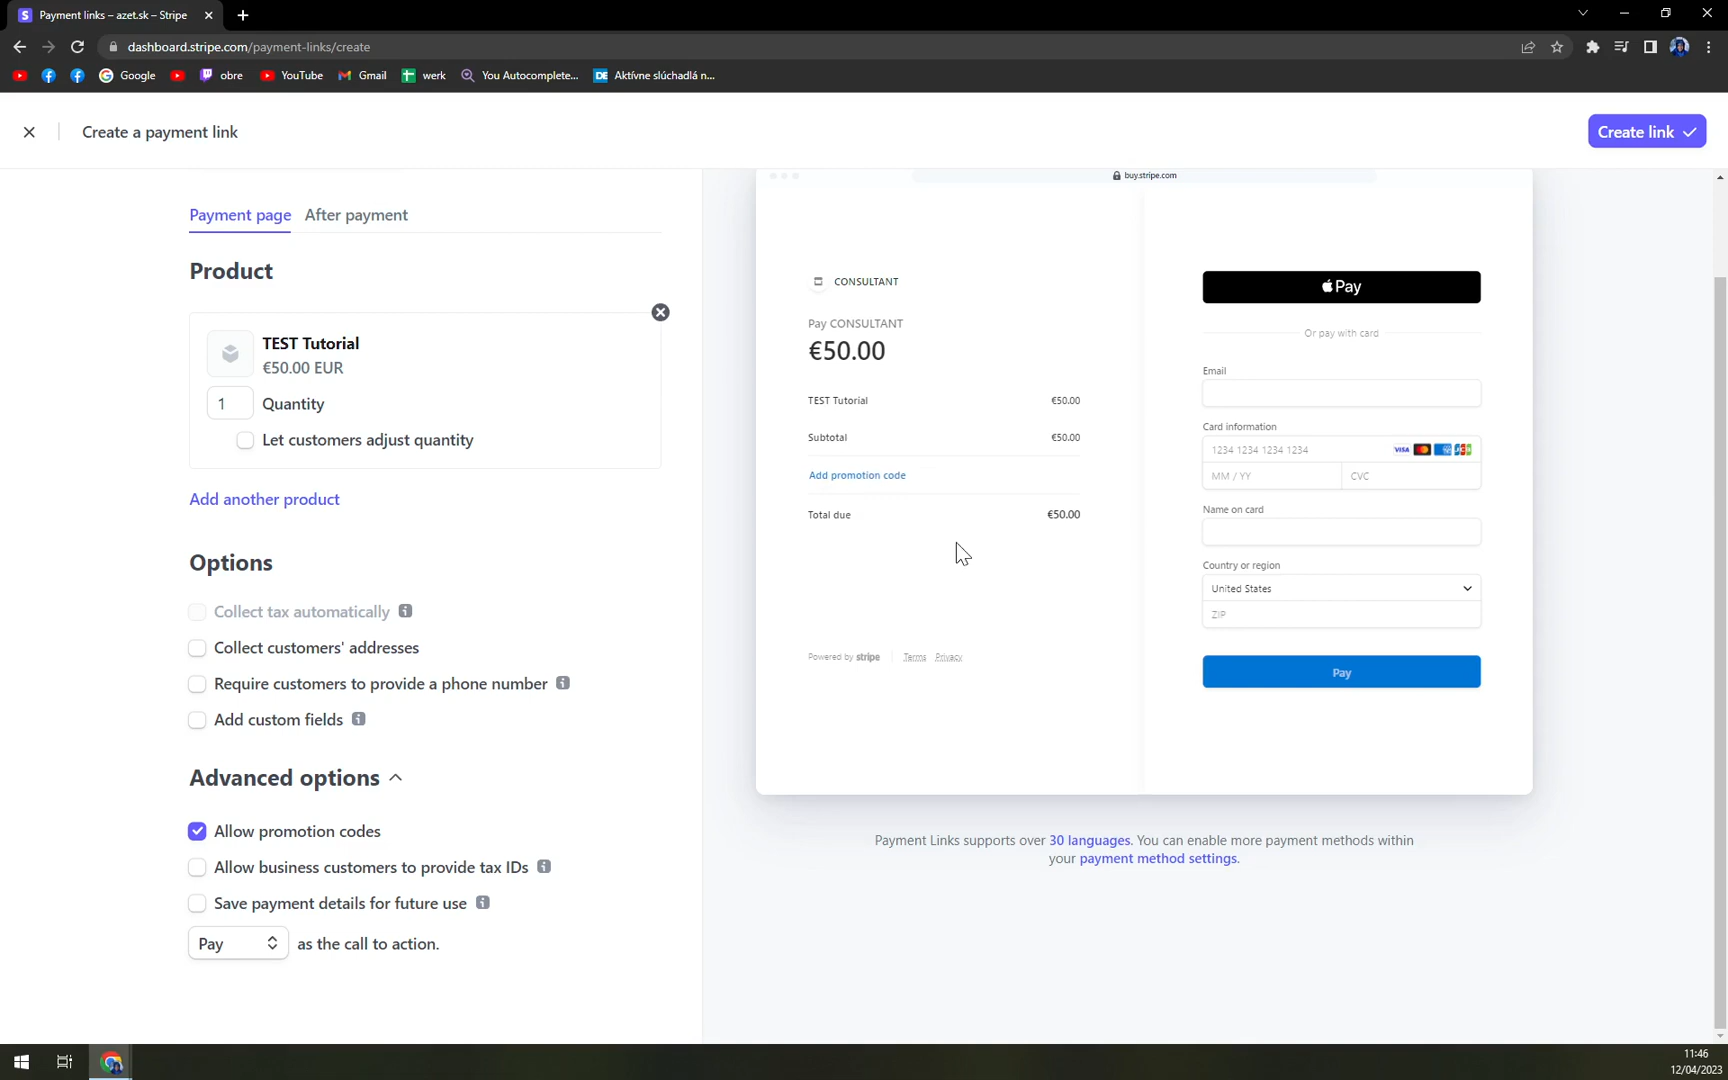 Payment links – azet.sk – Stripe
dashboard.stripe.com/payment-links/create
Google
obre
YouTube
Gmail
werk
You Autocomplete...
DE Aktívne slúchadlá n...
Create a payment link
Create link
Payment page
After payment
Product
TEST Tutorial
€50.00 EUR
1 Quantity
Let customers adjust quantity
Add another product
Options
Collect tax automatically
Collect customers' addresses
Require customers to provide a phone number
Add custom fields
Advanced options
Allow promotion codes
Allow business customers to provide tax IDs
Save payment details for future use
Pay as the call to action.
buy.stripe.com
CONSULTANT
Pay CONSULTANT
€50.00
TEST Tutorial €50.00
Subtotal €50.00
Add promotion code
Total due €50.00
Powered by stripe Terms Privacy
Pay
Or pay with card
Email
Card information
1234 1234 1234 1234 VISA
MM / YY CVC
Name on card
Country or region
United States
ZIP
Pay
Payment Links supports over 30 languages. You can enable more payment methods within
your payment method settings.
11:46
12/04/2023